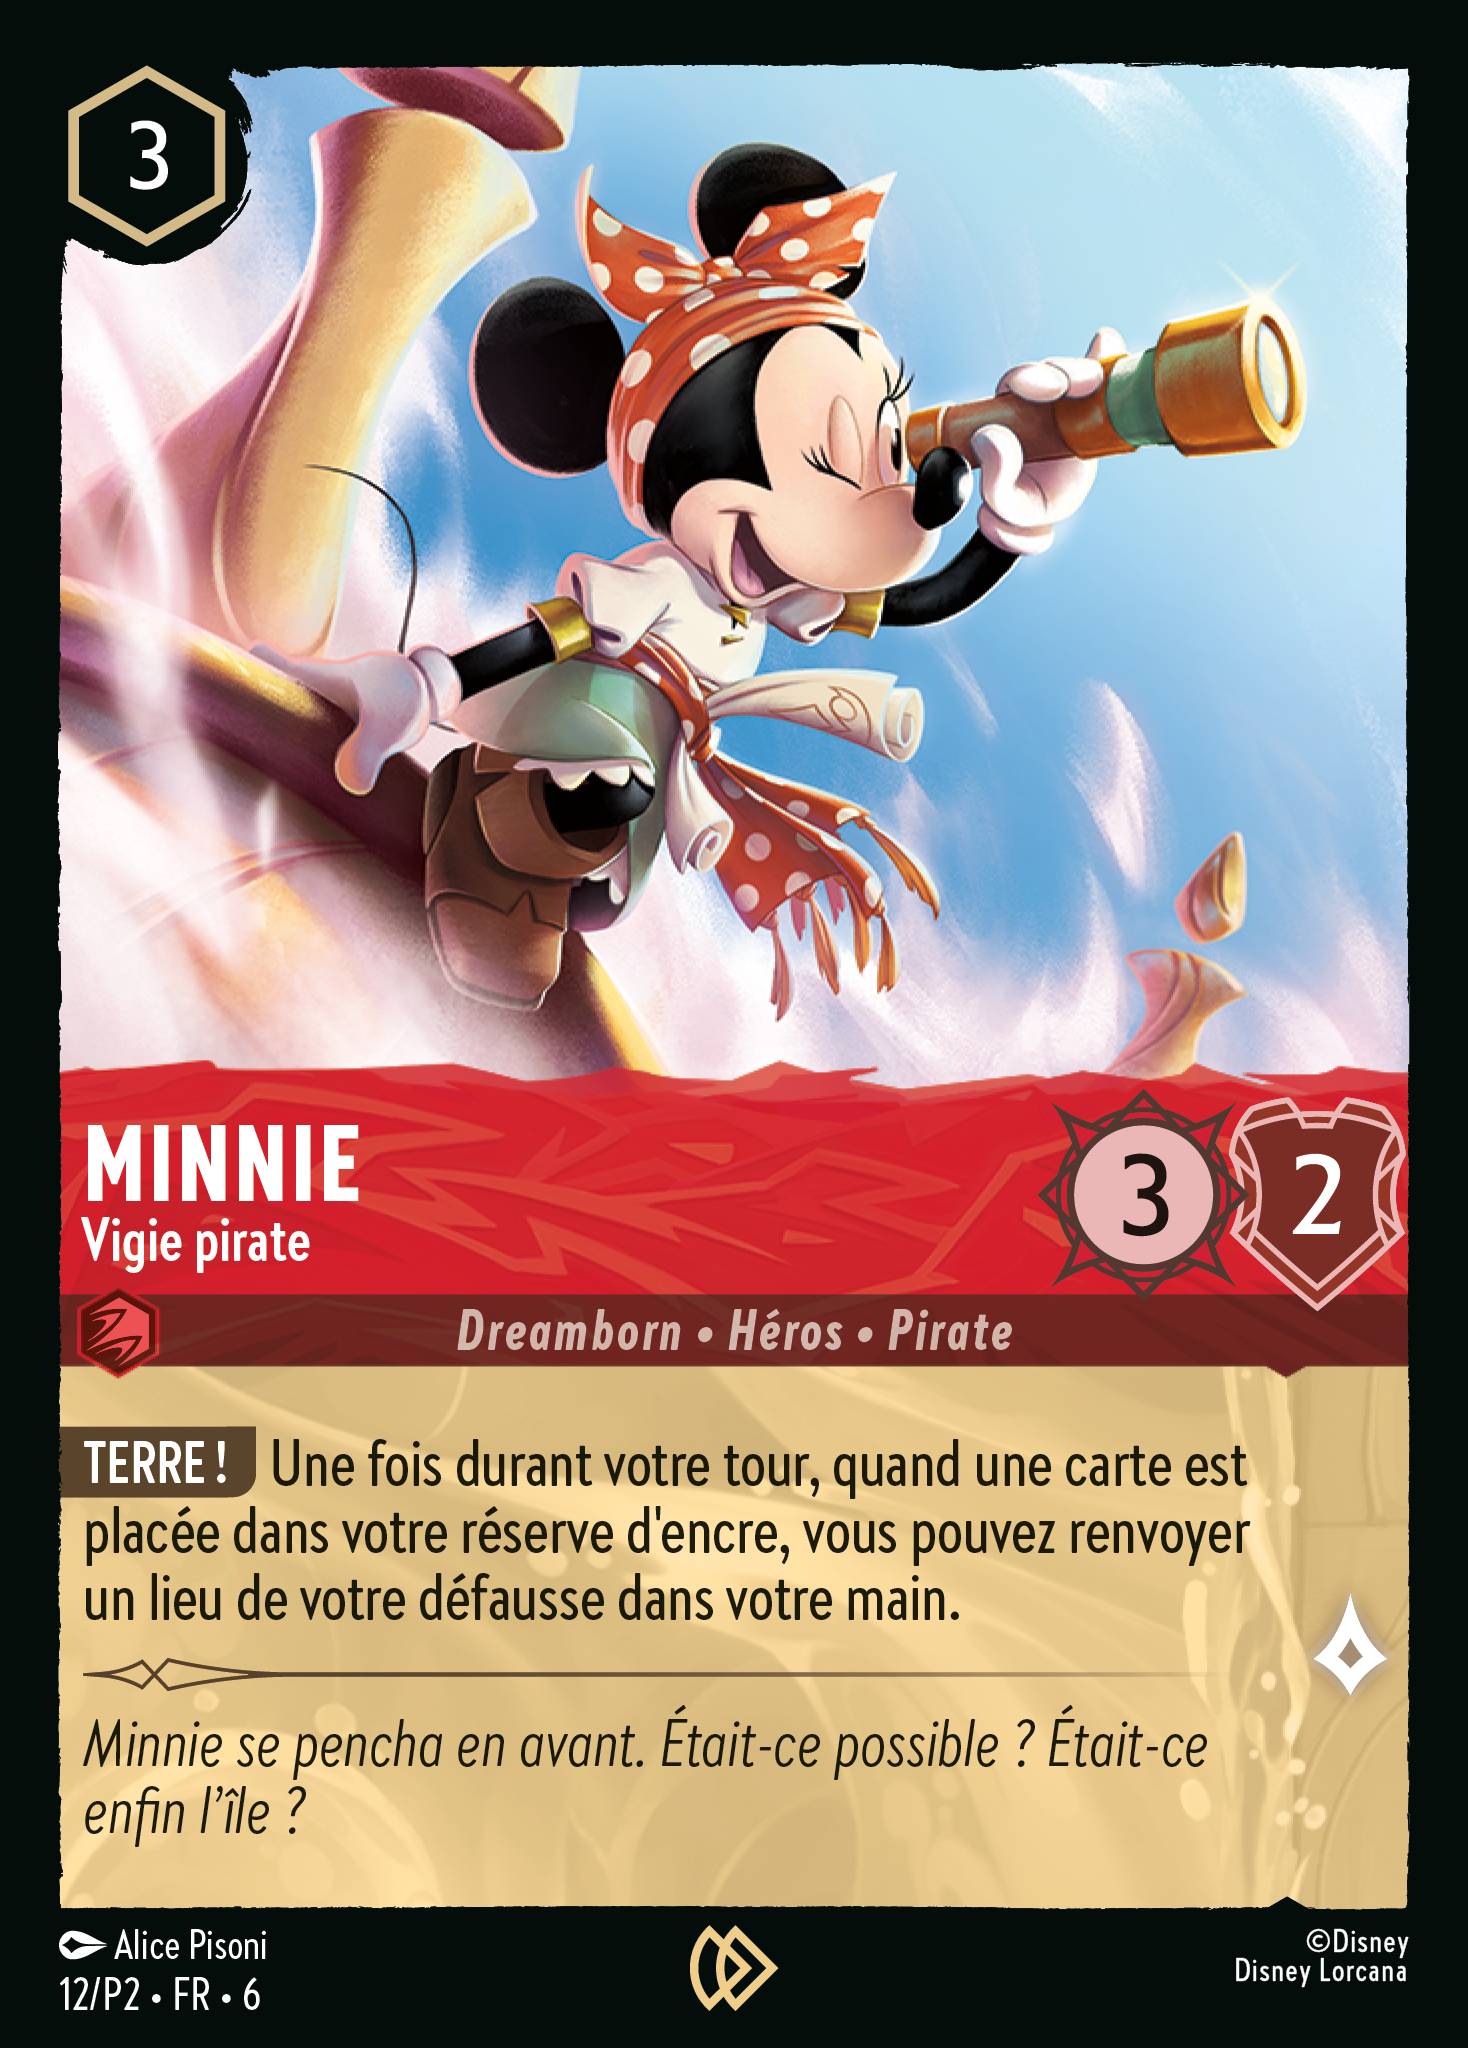 3
MINNIE
Vigie pirate
3
2
Dreamborn • Héros • Pirate
TERRE ! Une fois durant votre tour, quand une carte est
placée dans votre réserve d'encre, vous pouvez renvoyer
un lieu de votre défausse dans votre main.
Minnie se pencha en avant. Était-ce possible ? Était-ce
enfin l’île ?
Alice Pisoni
12/P2 • FR • 6
©Disney
Disney Lorcana